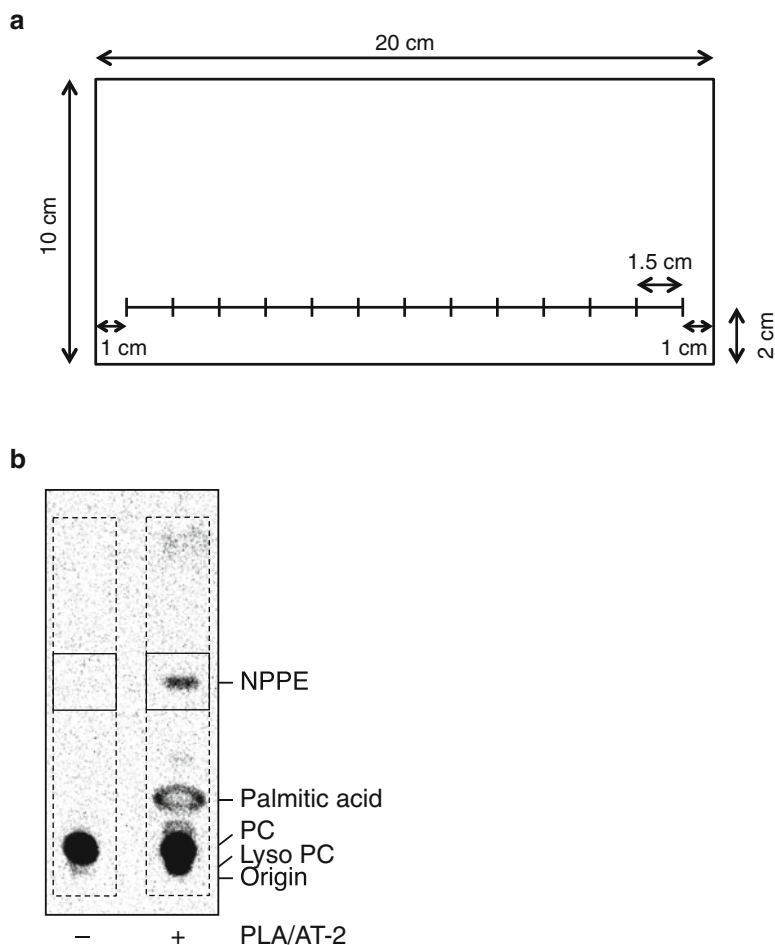 a
20 cm
10 cm
1.5 cm
1 cm
1 cm
2 cm
b
NPPE
Palmitic acid
PC
Lyso PC
Origin
− + PLA/AT-2